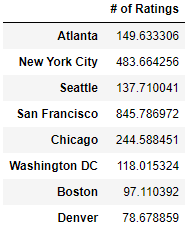 # of Ratings
Atlanta 149.633306
New York City 483.664256
Seattle 137.710041
San Francisco 845.786972
Chicago 244.588451
Washington DC 118.015324
Boston 97.110392
Denver 78.678859